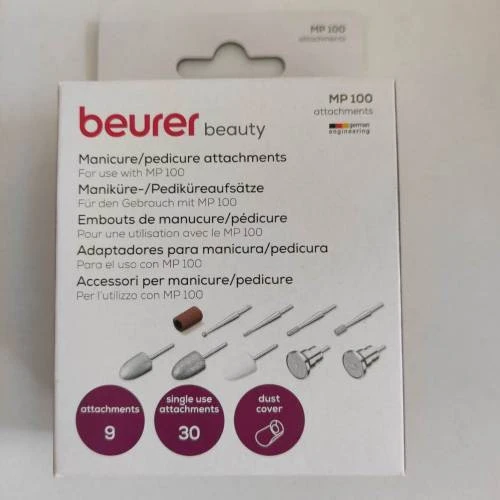 MP 100
attachments
beurer beauty
MP 100
attachments
german
engineering
Manicure/pedicure attachments
For use with MP 100
Maniküre-/Pediküreaufsätze
Für den Gebrauch mit MP 100
Embouts de manucure/pédicure
Pour une utilisation avec le MP 100
Adaptadores para manicura/pedicura
Para el uso con MP 100
Accessori per manicure/pedicure
Per l'utilizzo con MP 100
attachments
9
single use
attachments
30
dust
cover